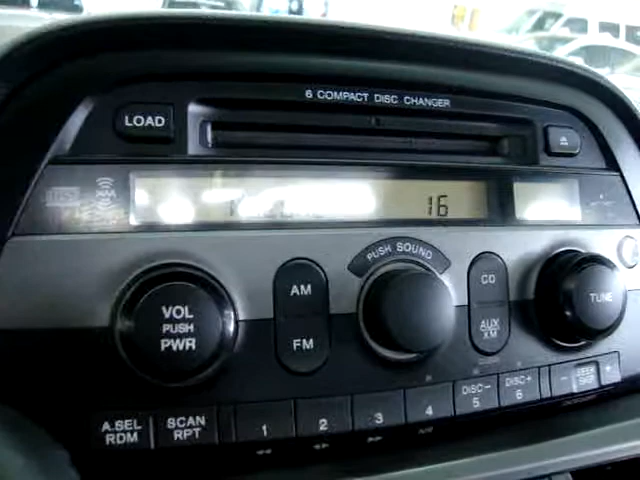 6 COMPACT DISC CHANGER
LOAD
16
PUSH SOUND
VOL
PUSH
PWR
AM
FM
CD
AUX
XM
TUNE
A.SEL
RDM
SCAN
RPT
1
2
3
4
DISC-
5
DISC+
6
- SEEK +
SKIP